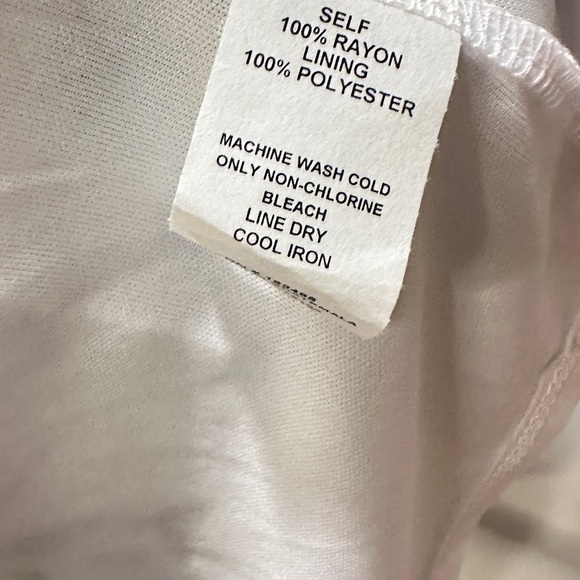 SELF
100% RAYON
LINING
100% POLYESTER
MACHINE WASH COLD
ONLY NON-CHLORINE
BLEACH
LINE DRY
COOL IRON